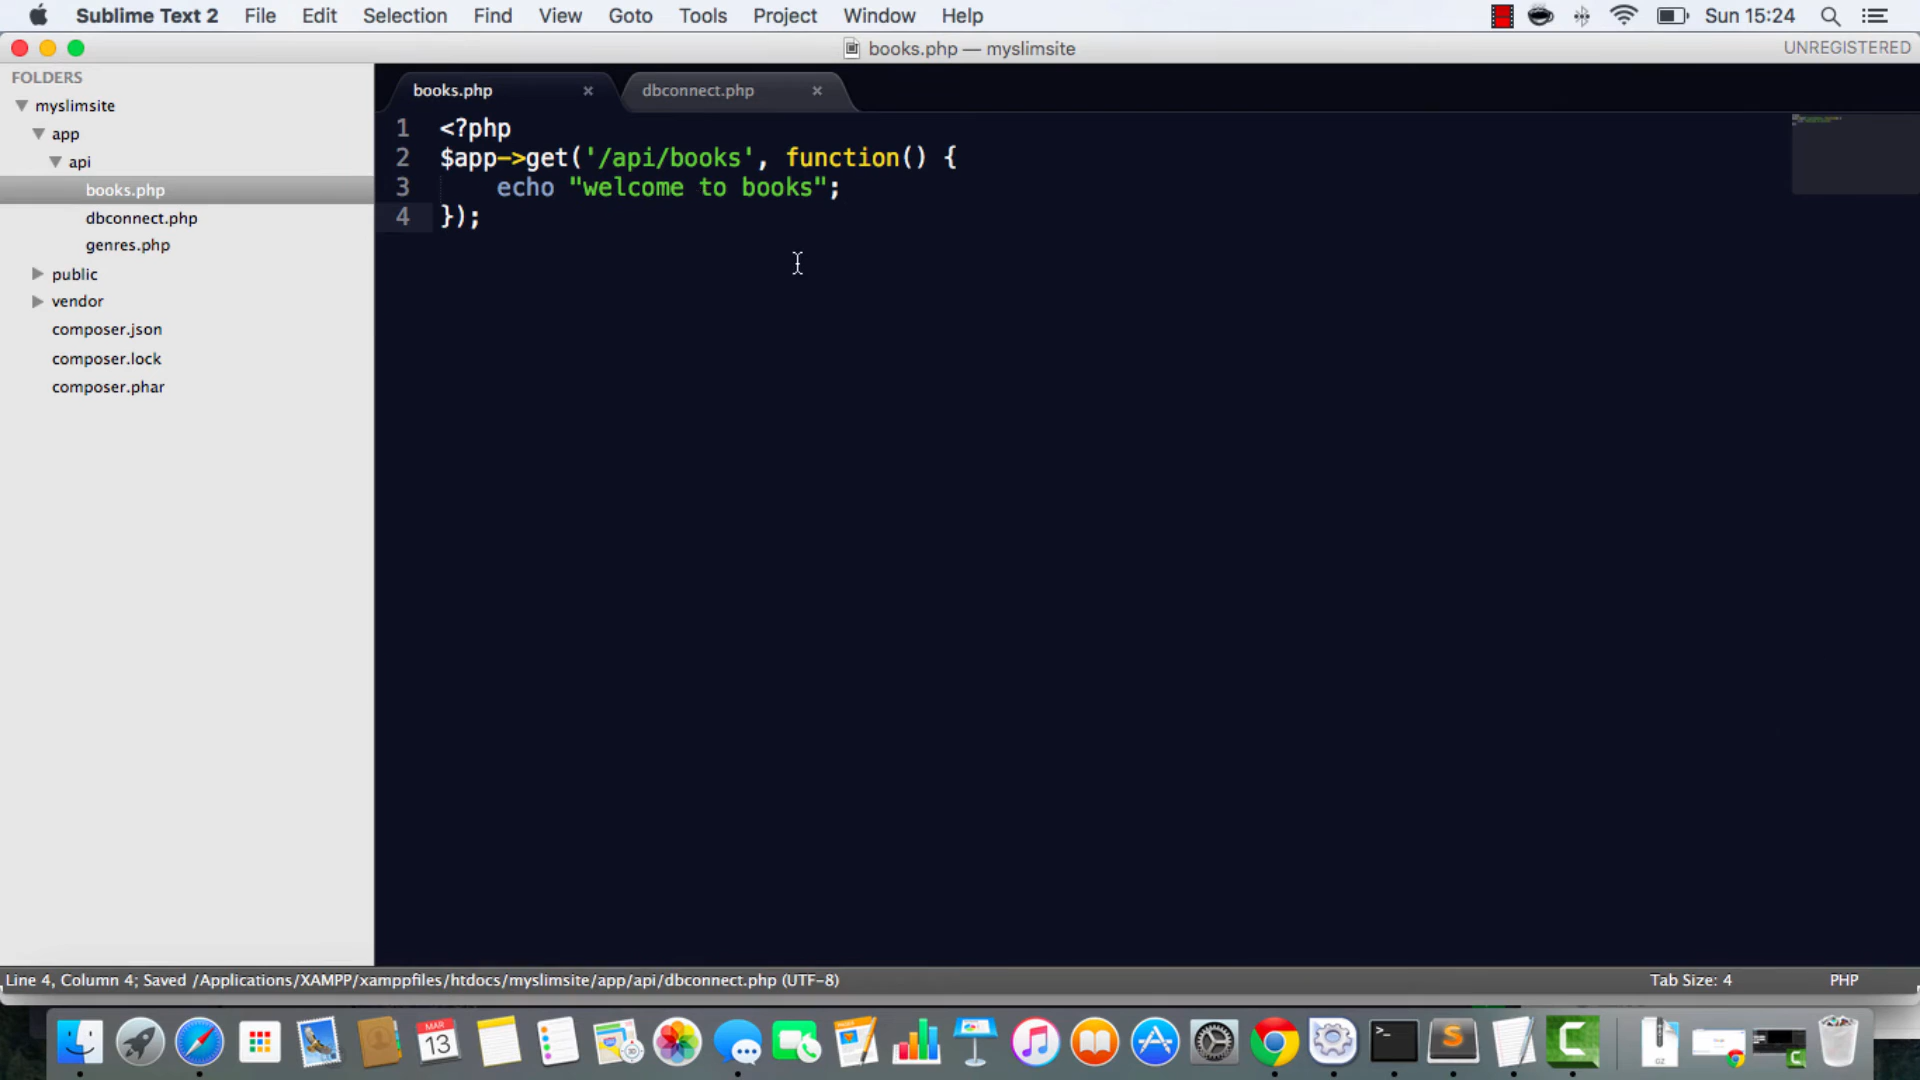 Sublime Text 2 File Edit Selection Find View Goto Tools Project Window Help Sun 15:24
books.php — myslimsite UNREGISTERED
FOLDERS
myslimsite
app
api
books.php
dbconnect.php
genres.php
public
vendor
composer.json
composer.lock
composer.phar
books.php × dbconnect.php ×
1 <?php
2 $app->get('/api/books', function() {
3 echo "welcome to books";
4 });
Line 4, Column 4; Saved /Applications/XAMPP/xamppfiles/htdocs/myslimsite/app/api/dbconnect.php (UTF-8) Tab Size: 4 PHP
MAR
13